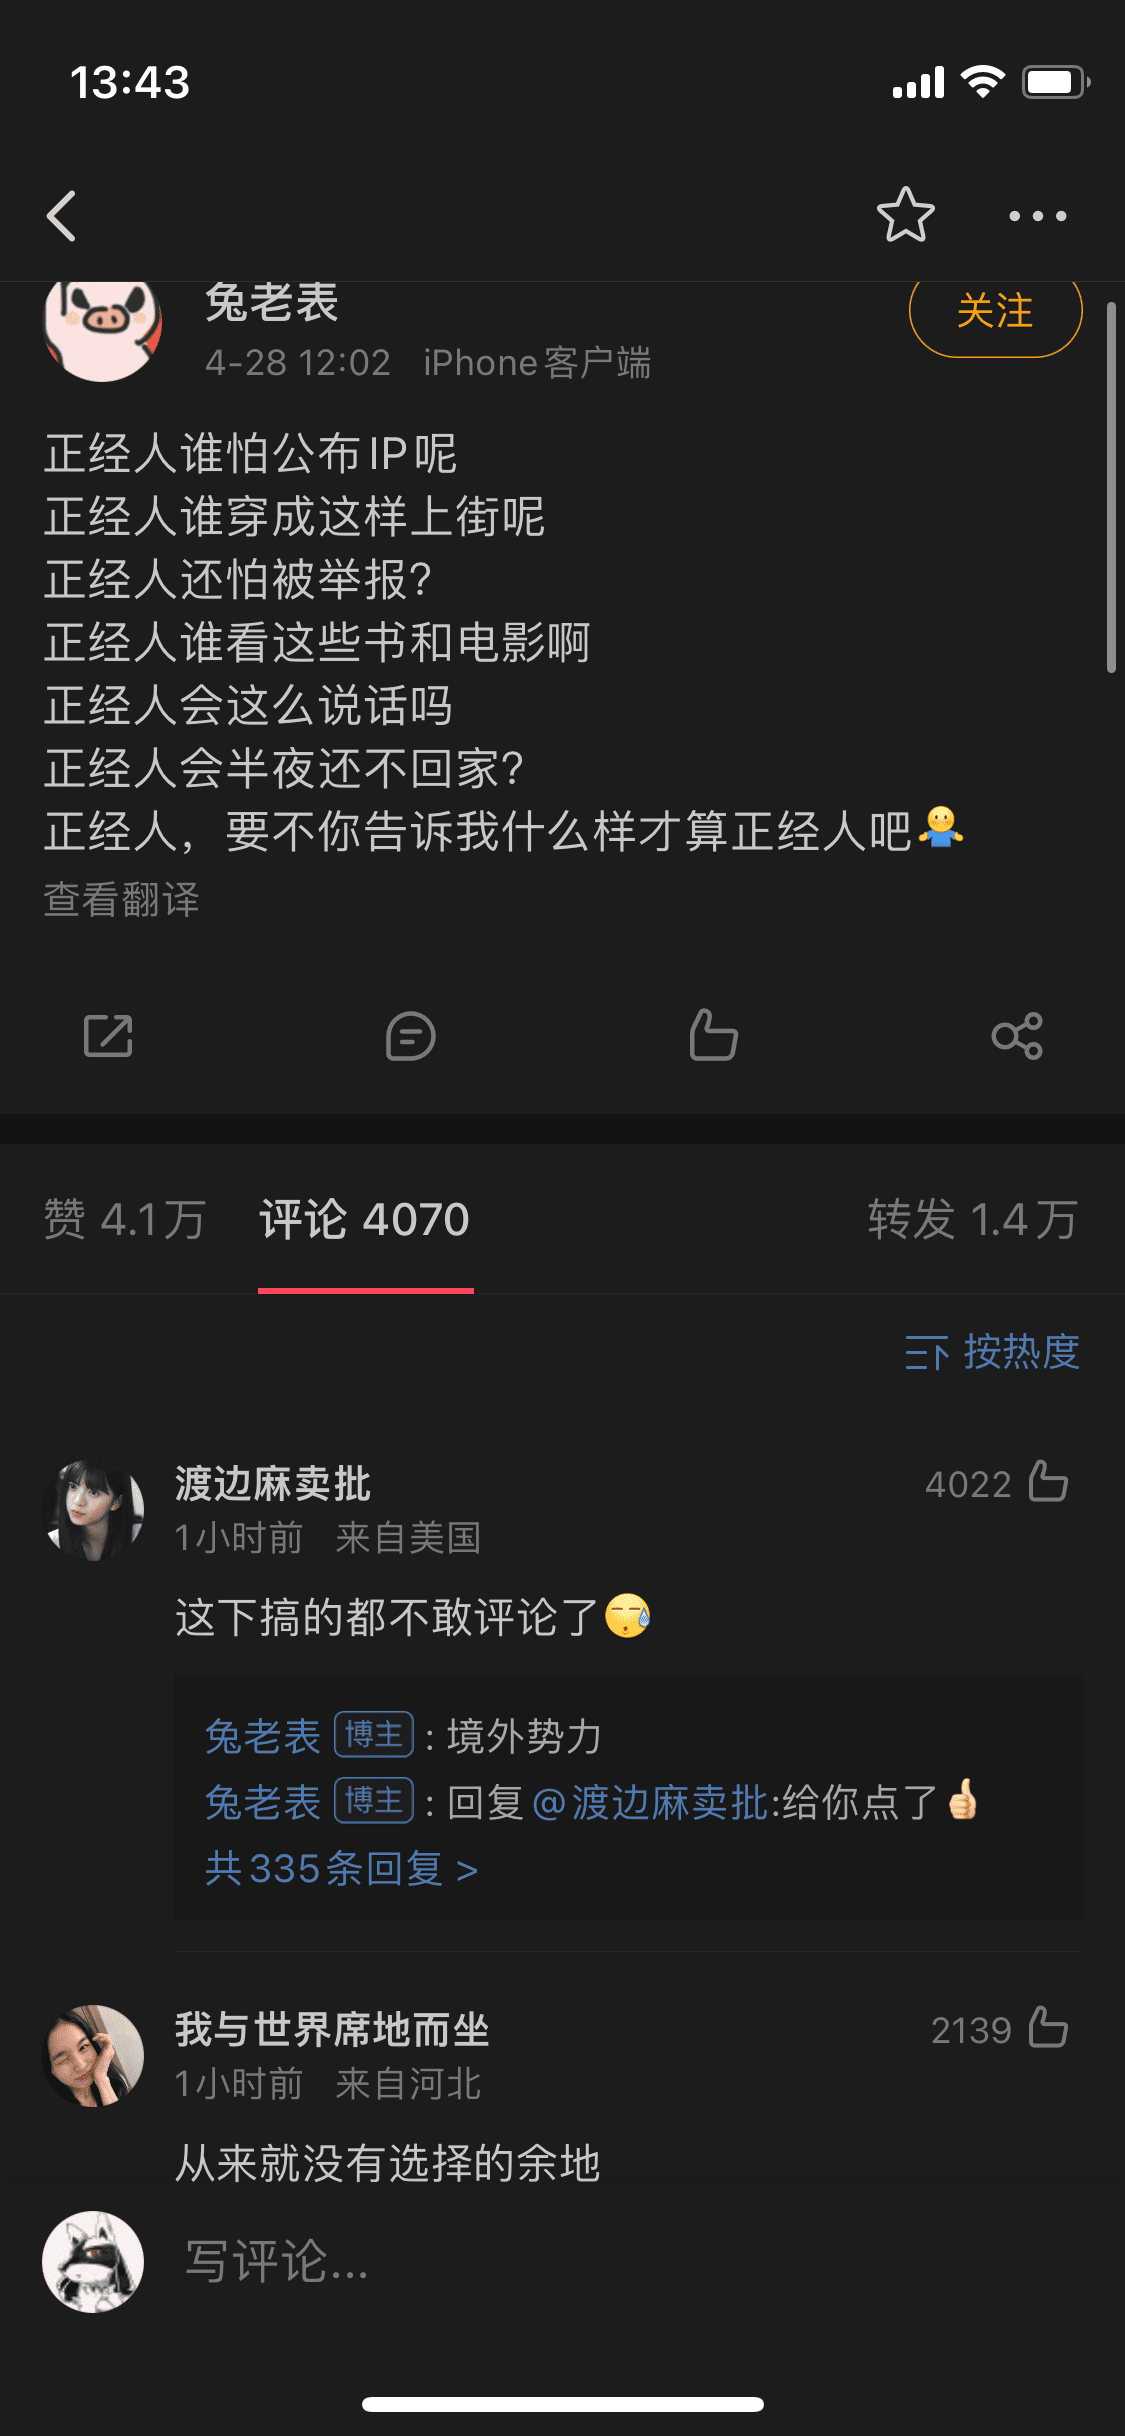 13:43
兔老表
关注
4-28 12:02 iPhone客户端
正经人谁怕公布IP呢
正经人谁穿成这样上街呢
正经人还怕被举报?
正经人谁看这些书和电影啊
正经人会这么说话吗
正经人会半夜还不回家?
正经人，要不你告诉我什么样才算正经人吧🤷
查看翻译
赞 4.1万 评论 4070 转发 1.4万
按热度
渡边麻卖批 4022
1小时前 来自美国
这下搞的都不敢评论了😅
兔老表 博主 : 境外势力
兔老表 博主 : 回复@渡边麻卖批:给你点了👍
共335条回复 >
我与世界席地而坐 2139
1小时前 来自河北
从来就没有选择的余地
写评论...